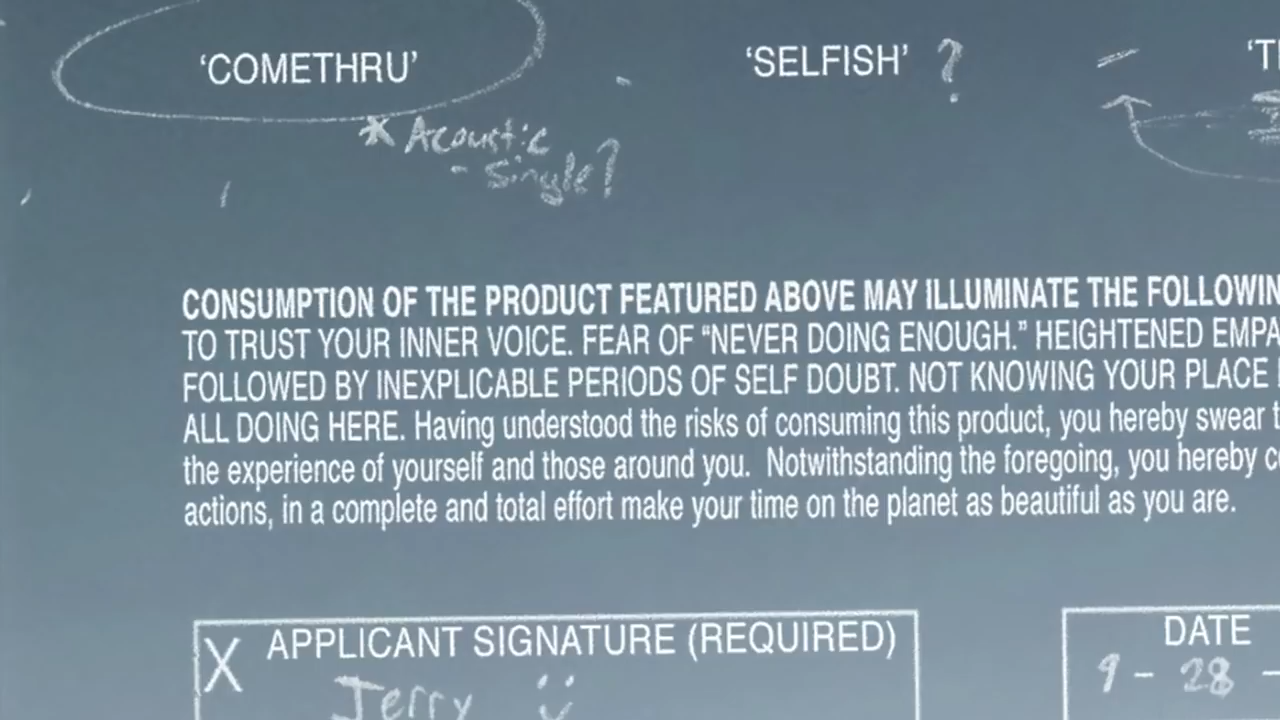 ‘COMETHRU’ ‘SELFISH’ ?
* Acoustic
- Single?
CONSUMPTION OF THE PRODUCT FEATURED ABOVE MAY ILLUMINATE THE FOLLOWIN
TO TRUST YOUR INNER VOICE. FEAR OF “NEVER DOING ENOUGH.” HEIGHTENED EMPA
FOLLOWED BY INEXPLICABLE PERIODS OF SELF DOUBT. NOT KNOWING YOUR PLACE
ALL DOING HERE. Having understood the risks of consuming this product, you hereby swear t
the experience of yourself and those around you. Notwithstanding the foregoing, you hereby c
actions, in a complete and total effort make your time on the planet as beautiful as you are.
X APPLICANT SIGNATURE (REQUIRED) DATE
Jerry 9 - 28 -